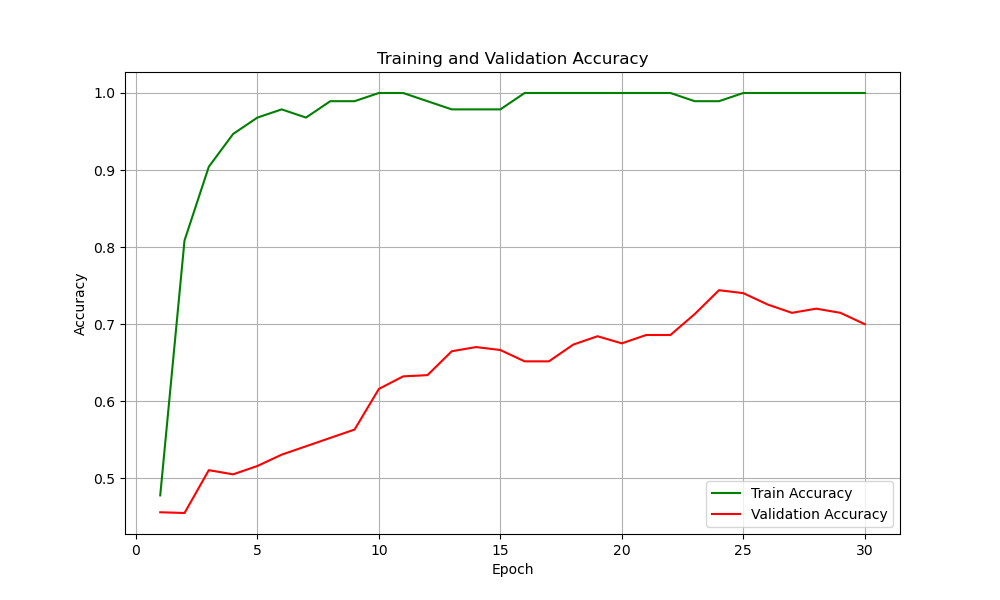 Training and Validation Accuracy
Accuracy
1.0
0.9
0.8
0.7
0.6
0.5
0 5 10 15 20 25 30
Epoch
Train Accuracy
Validation Accuracy